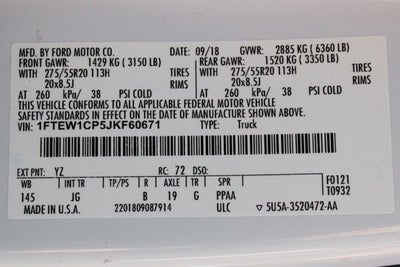 MFD. BY FORD MOTOR CO. DATE: 09/18 GVWR: 2885 KG (6360 LB)
FRONT GAWR: 1429 KG (3150 LB) REAR GAWR: 1520 KG (3350 LB)
WITH 275/55R20 113H TIRES WITH 275/55R20 113H TIRES
20x8.5J RIMS 20x8.5J RIMS
AT 260 kPa/ 38 PSI COLD AT 260 kPa/ 38 PSI COLD
THIS VEHICLE CONFORMS TO ALL APPLICABLE FEDERAL MOTOR VEHICLE
SAFETY STANDARDS IN EFFECT ON THE DATE OF MANUFACTURE SHOWN ABOVE.
VIN: 1FTEW1CP5JKF60671 TYPE: Truck
EXT PNT: YZ RC: 72 DSO:
WB INT TR TP/PS R AXLE TR SPR F0121
145 JG B 19 G PPAA T0932
MADE IN U.S.A. 2201809087914 ULC 5U5A-3520472-AA